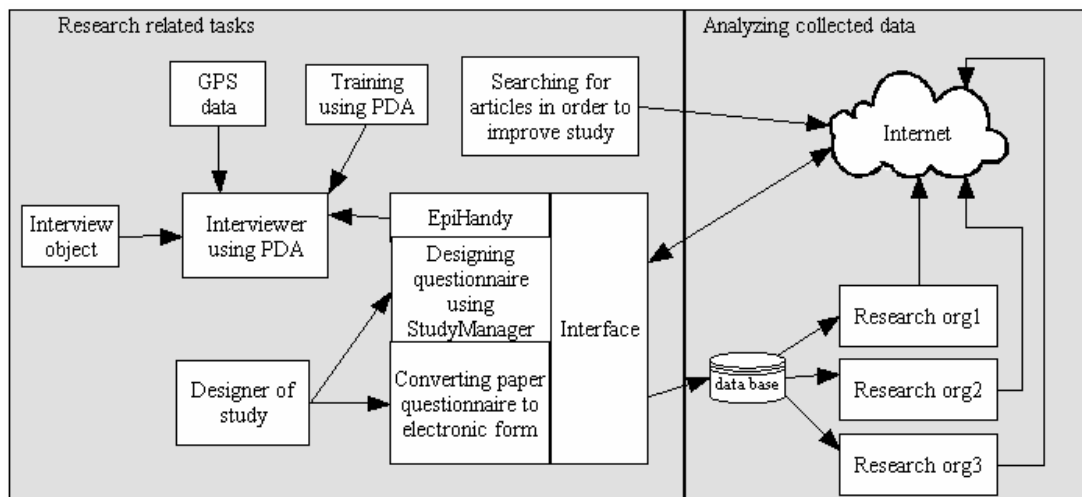 Research related tasks
Analyzing collected data
GPS
data
Training
using PDA
Searching for
articles in order to
improve study
Internet
Interview
object
Interviewer
using PDA
EpiHandy
Designing
questionnaire
using
StudyManager
Interface
Designer of
study
Converting paper
questionnaire to
electronic form
data base
Research org1
Research org2
Research org3